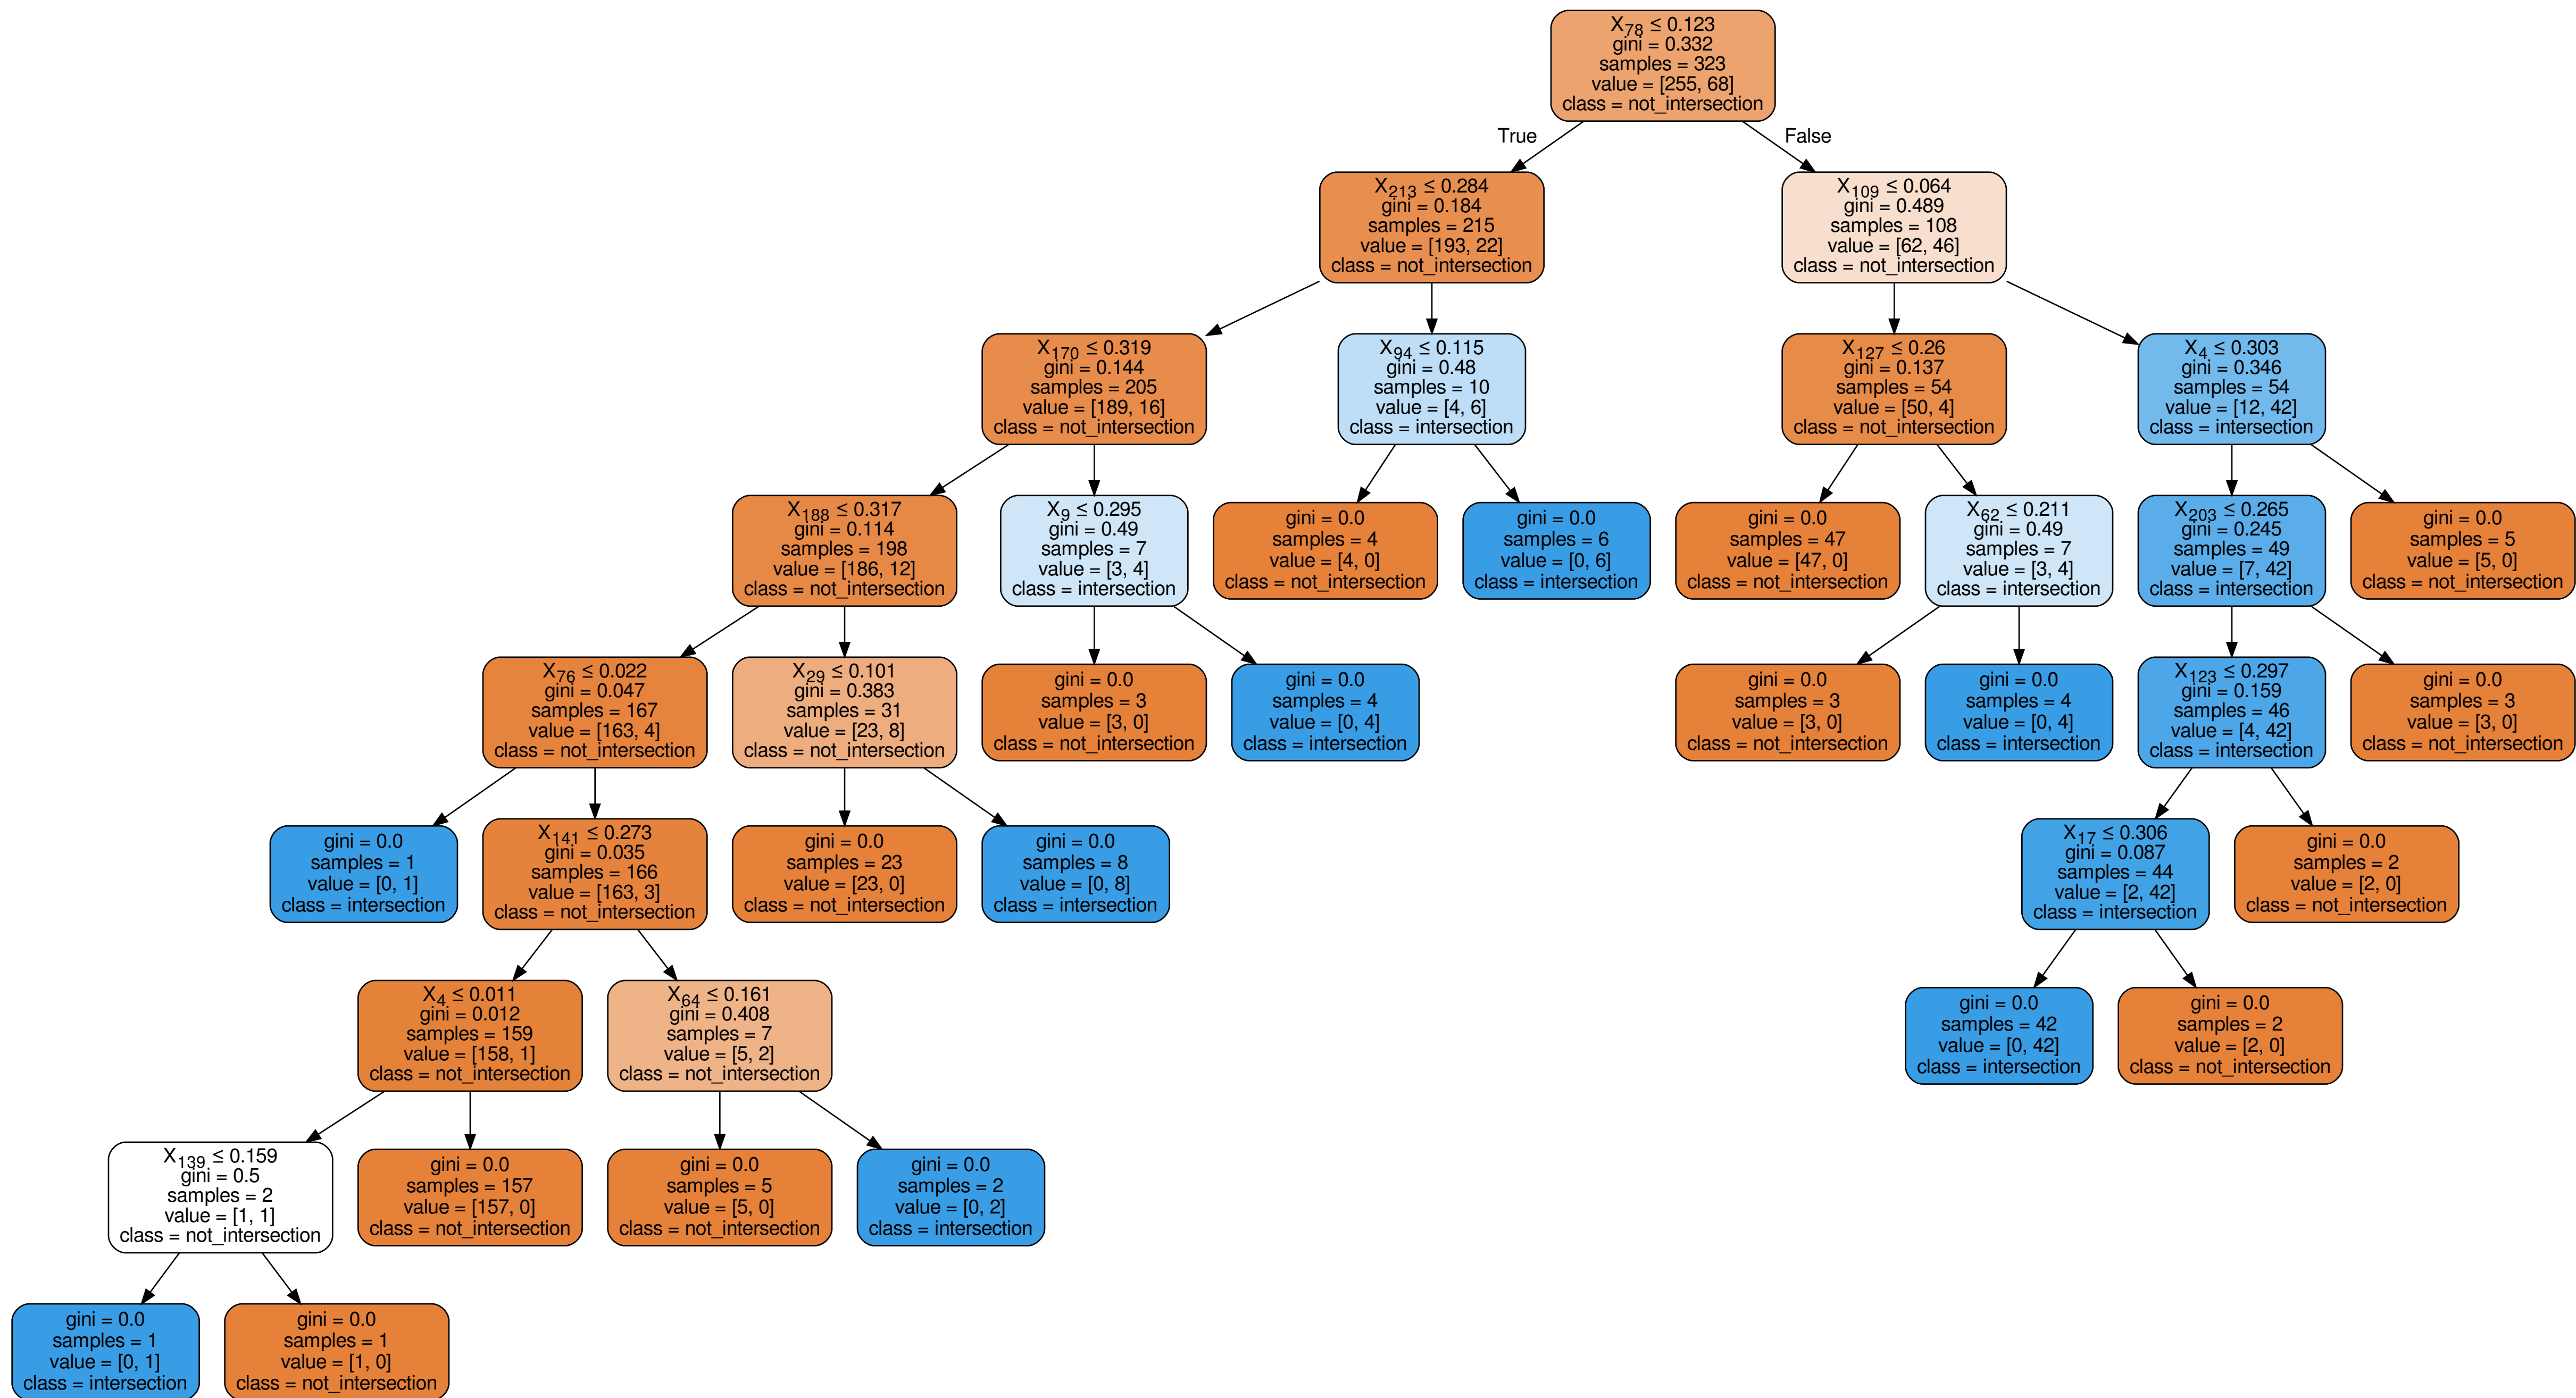 X78 ≤ 0.123
gini = 0.332
samples = 323
value = [255, 68]
class = not_intersection
True
False
X213 ≤ 0.284
gini = 0.184
samples = 215
value = [193, 22]
class = not_intersection
X109 ≤ 0.064
gini = 0.489
samples = 108
value = [62, 46]
class = not_intersection
X170 ≤ 0.319
gini = 0.144
samples = 205
value = [189, 16]
class = not_intersection
X94 ≤ 0.115
gini = 0.48
samples = 10
value = [4, 6]
class = intersection
X127 ≤ 0.26
gini = 0.137
samples = 54
value = [50, 4]
class = not_intersection
X4 ≤ 0.303
gini = 0.346
samples = 54
value = [12, 42]
class = intersection
X188 ≤ 0.317
gini = 0.114
samples = 198
value = [186, 12]
class = not_intersection
X9 ≤ 0.295
gini = 0.49
samples = 7
value = [3, 4]
class = intersection
gini = 0.0
samples = 4
value = [4, 0]
class = not_intersection
gini = 0.0
samples = 6
value = [0, 6]
class = intersection
gini = 0.0
samples = 47
value = [47, 0]
class = not_intersection
X62 ≤ 0.211
gini = 0.49
samples = 7
value = [3, 4]
class = intersection
X203 ≤ 0.265
gini = 0.245
samples = 49
value = [7, 42]
class = intersection
gini = 0.0
samples = 5
value = [5, 0]
class = not_intersection
X76 ≤ 0.022
gini = 0.047
samples = 167
value = [163, 4]
class = not_intersection
X29 ≤ 0.101
gini = 0.383
samples = 31
value = [23, 8]
class = not_intersection
gini = 0.0
samples = 3
value = [3, 0]
class = not_intersection
gini = 0.0
samples = 4
value = [0, 4]
class = intersection
gini = 0.0
samples = 3
value = [3, 0]
class = not_intersection
gini = 0.0
samples = 4
value = [0, 4]
class = intersection
X123 ≤ 0.297
gini = 0.159
samples = 46
value = [4, 42]
class = intersection
gini = 0.0
samples = 3
value = [3, 0]
class = not_intersection
gini = 0.0
samples = 1
value = [0, 1]
class = intersection
X141 ≤ 0.273
gini = 0.035
samples = 166
value = [163, 3]
class = not_intersection
gini = 0.0
samples = 23
value = [23, 0]
class = not_intersection
gini = 0.0
samples = 8
value = [0, 8]
class = intersection
X17 ≤ 0.306
gini = 0.087
samples = 44
value = [2, 42]
class = intersection
gini = 0.0
samples = 2
value = [2, 0]
class = not_intersection
X4 ≤ 0.011
gini = 0.012
samples = 159
value = [158, 1]
class = not_intersection
X64 ≤ 0.161
gini = 0.408
samples = 7
value = [5, 2]
class = not_intersection
gini = 0.0
samples = 42
value = [0, 42]
class = intersection
gini = 0.0
samples = 2
value = [2, 0]
class = not_intersection
X139 ≤ 0.159
gini = 0.5
samples = 2
value = [1, 1]
class = not_intersection
gini = 0.0
samples = 157
value = [157, 0]
class = not_intersection
gini = 0.0
samples = 5
value = [5, 0]
class = not_intersection
gini = 0.0
samples = 2
value = [0, 2]
class = intersection
gini = 0.0
samples = 1
value = [0, 1]
class = intersection
gini = 0.0
samples = 1
value = [1, 0]
class = not_intersection